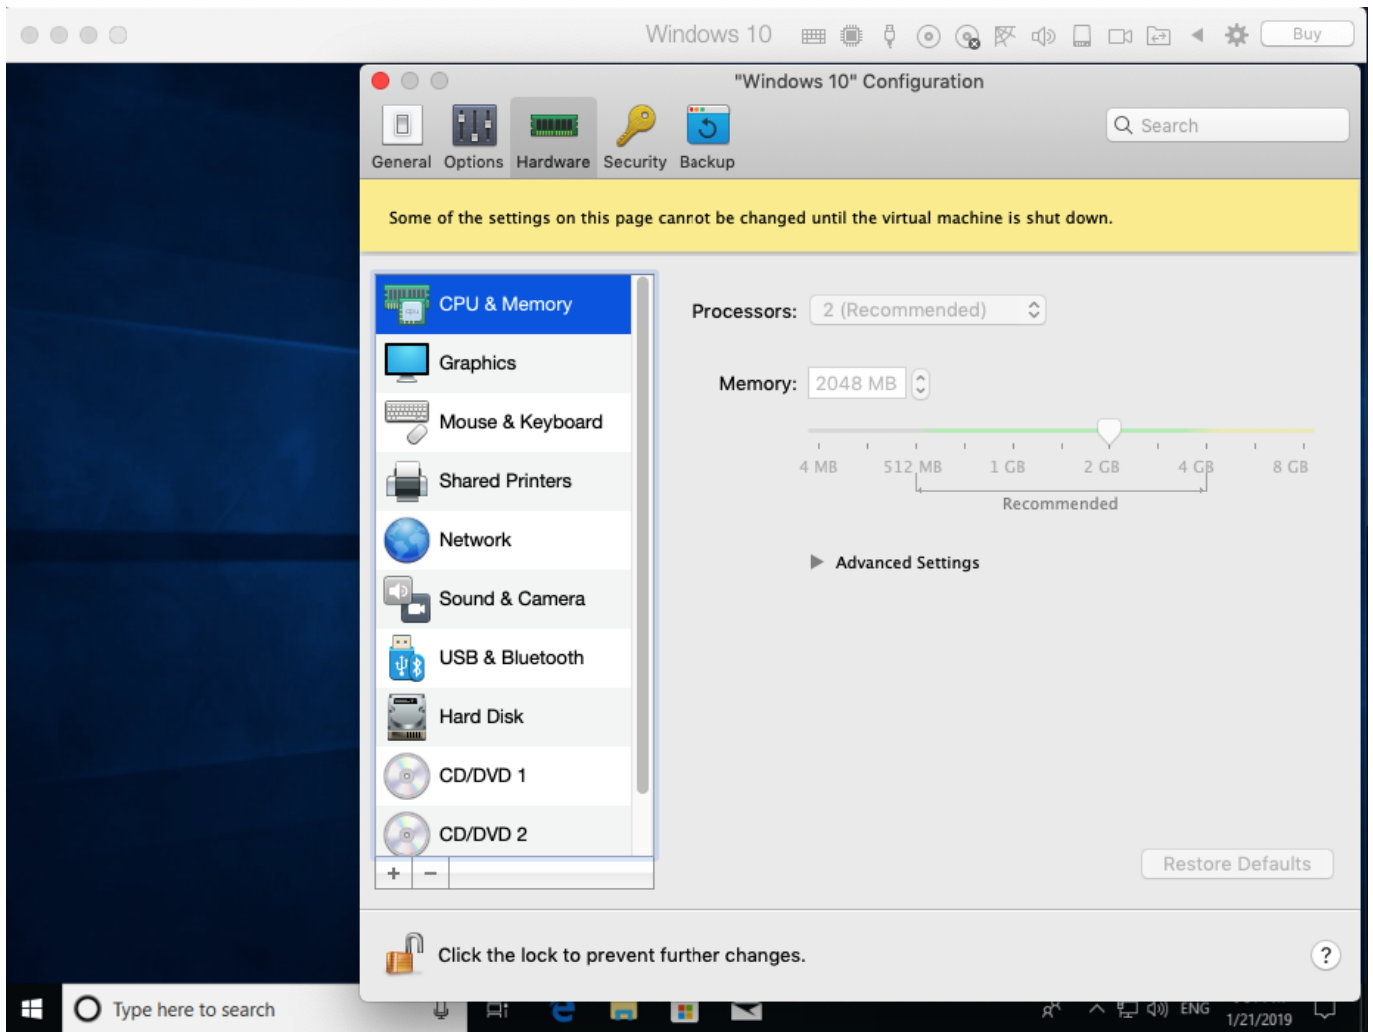 Windows 10
Buy
"Windows 10" Configuration
General Options Hardware Security Backup
Search
Some of the settings on this page cannot be changed until the virtual machine is shut down.
CPU & Memory
Graphics
Mouse & Keyboard
Shared Printers
Network
Sound & Camera
USB & Bluetooth
Hard Disk
CD/DVD 1
CD/DVD 2
+ −
Processors: 2 (Recommended)
Memory: 2048 MB
4 MB 512 MB 1 GB 2 GB 4 GB 8 GB
Recommended
Advanced Settings
Restore Defaults
Click the lock to prevent further changes.
?
Type here to search
ENG
1/21/2019